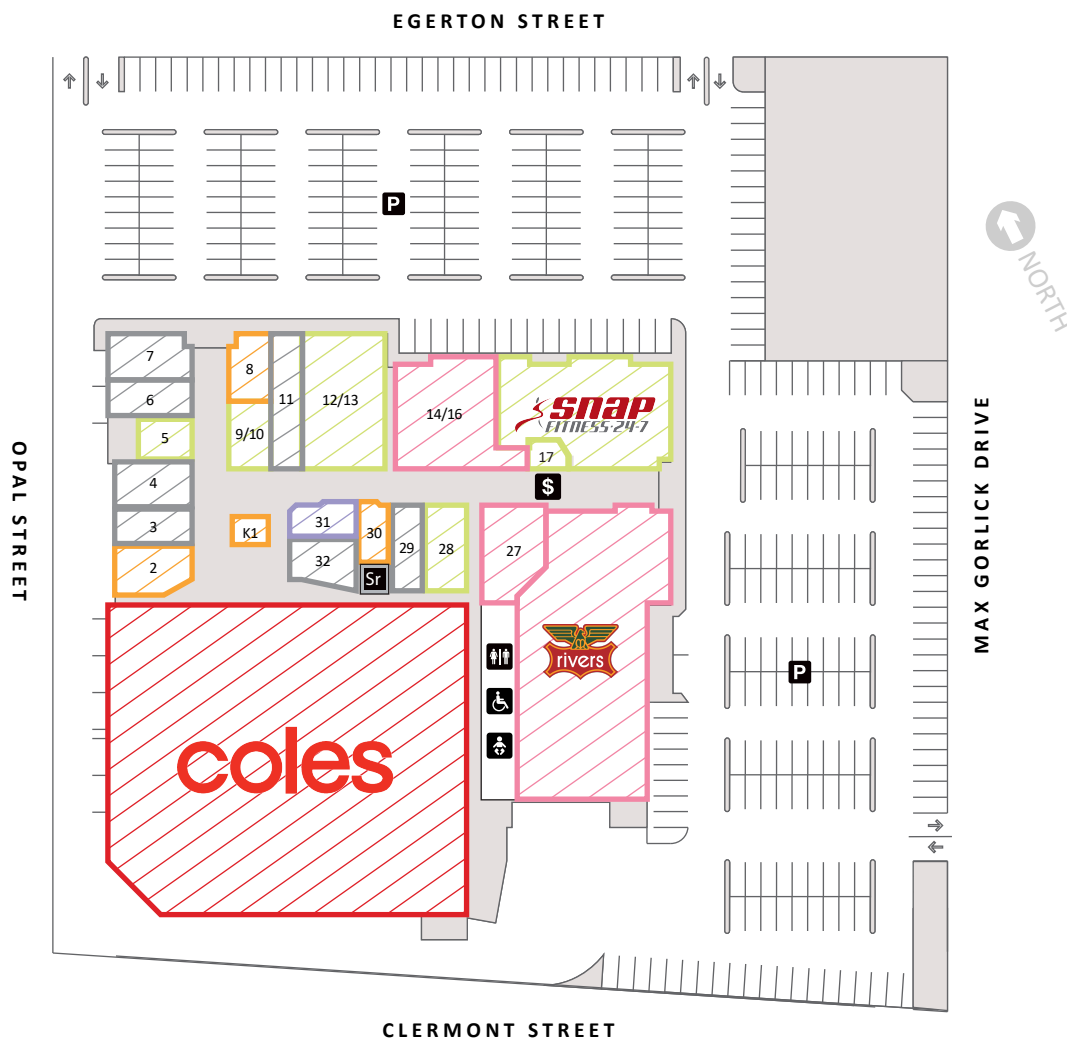 EGERTON STREET
P
NORTH
7
8
6
11
12/13
14/16
snap
FITNESS·24·7
5
9/10
17
4
$
OPAL STREET
MAX GORLICK DRIVE
3
K1
31
30
29
28
27
32
2
Sr
rivers
P
coles
CLERMONT STREET